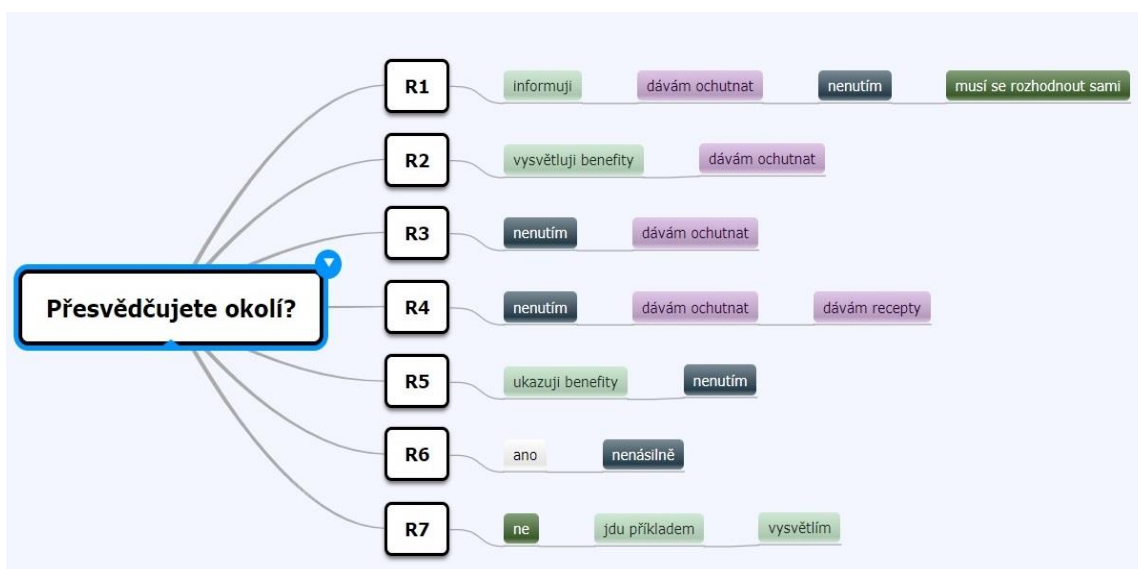 R1 informuji dávám ochutnat nenutím musí se rozhodnout sami
R2 vysvětluji benefity dávám ochutnat
R3 nenutím dávám ochutnat
Přesvědčujete okolí?
R4 nenutím dávám ochutnat dávám recepty
R5 ukazuji benefity nenutím
R6 ano nenásilně
R7 ne jdu příkladem vysvětlím